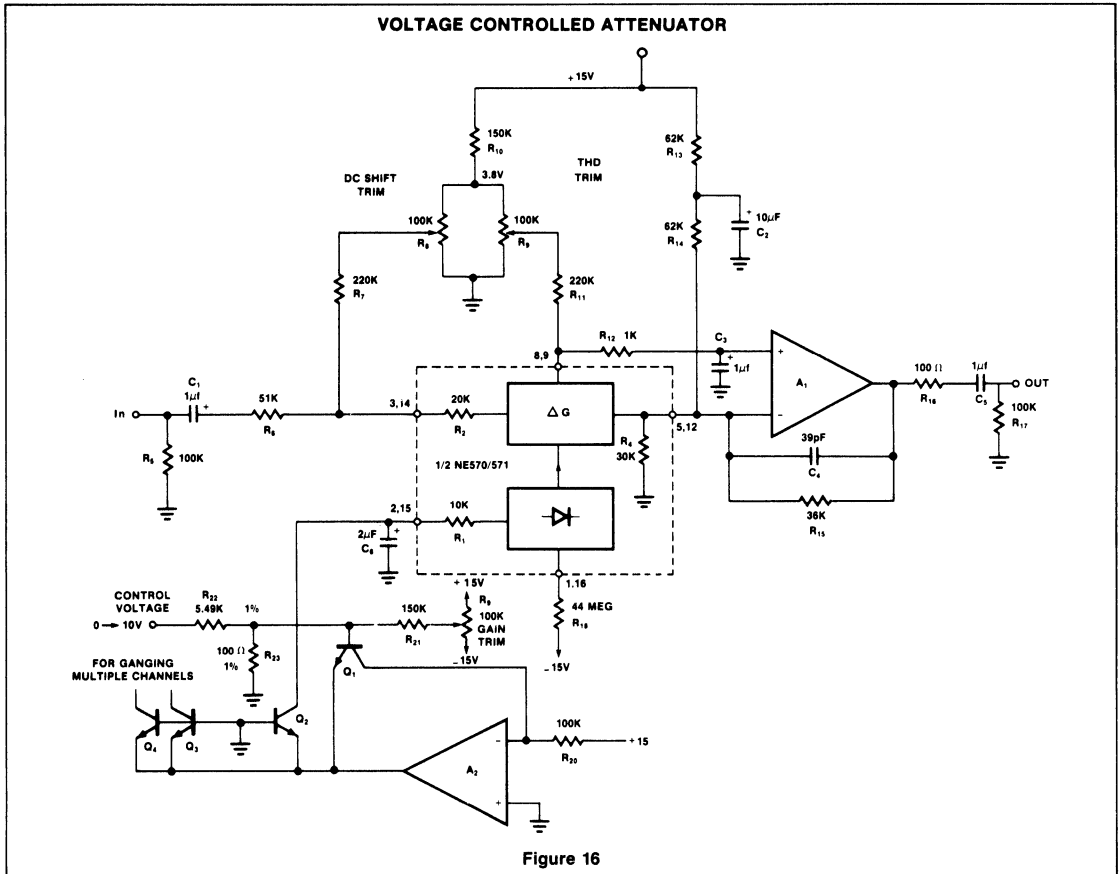 VOLTAGE CONTROLLED ATTENUATOR
+15V
150K
R10
3.8V
DC SHIFT
TRIM
THD
TRIM
62K
R13
100K
R8
100K
R9
62K
R14
+
10µF
C2
220K
R7
220K
R11
R12 1K
C3
+
1µf
8,9
+
A1
−
100 Ω
R16
1µf
C5
OUT
100K
R17
In
C1
1µf
+
51K
R6
3,14
20K
R2
ΔG
5,12
R5
100K
R4
30K
39pF
C4
36K
R15
1/2 NE570/571
2,15
10K
R1
2µF
C6
+
1.16
44 MEG
R18
−15V
CONTROL
VOLTAGE
0 → 10V
R22
5.49K
1%
150K
R21
+ 15V
R9
100K
GAIN
TRIM
−15V
100 Ω
1%
R23
Q1
FOR GANGING
MULTIPLE CHANNELS
Q4
Q3
Q2
A2
−
+
100K
R20
+15
Figure 16